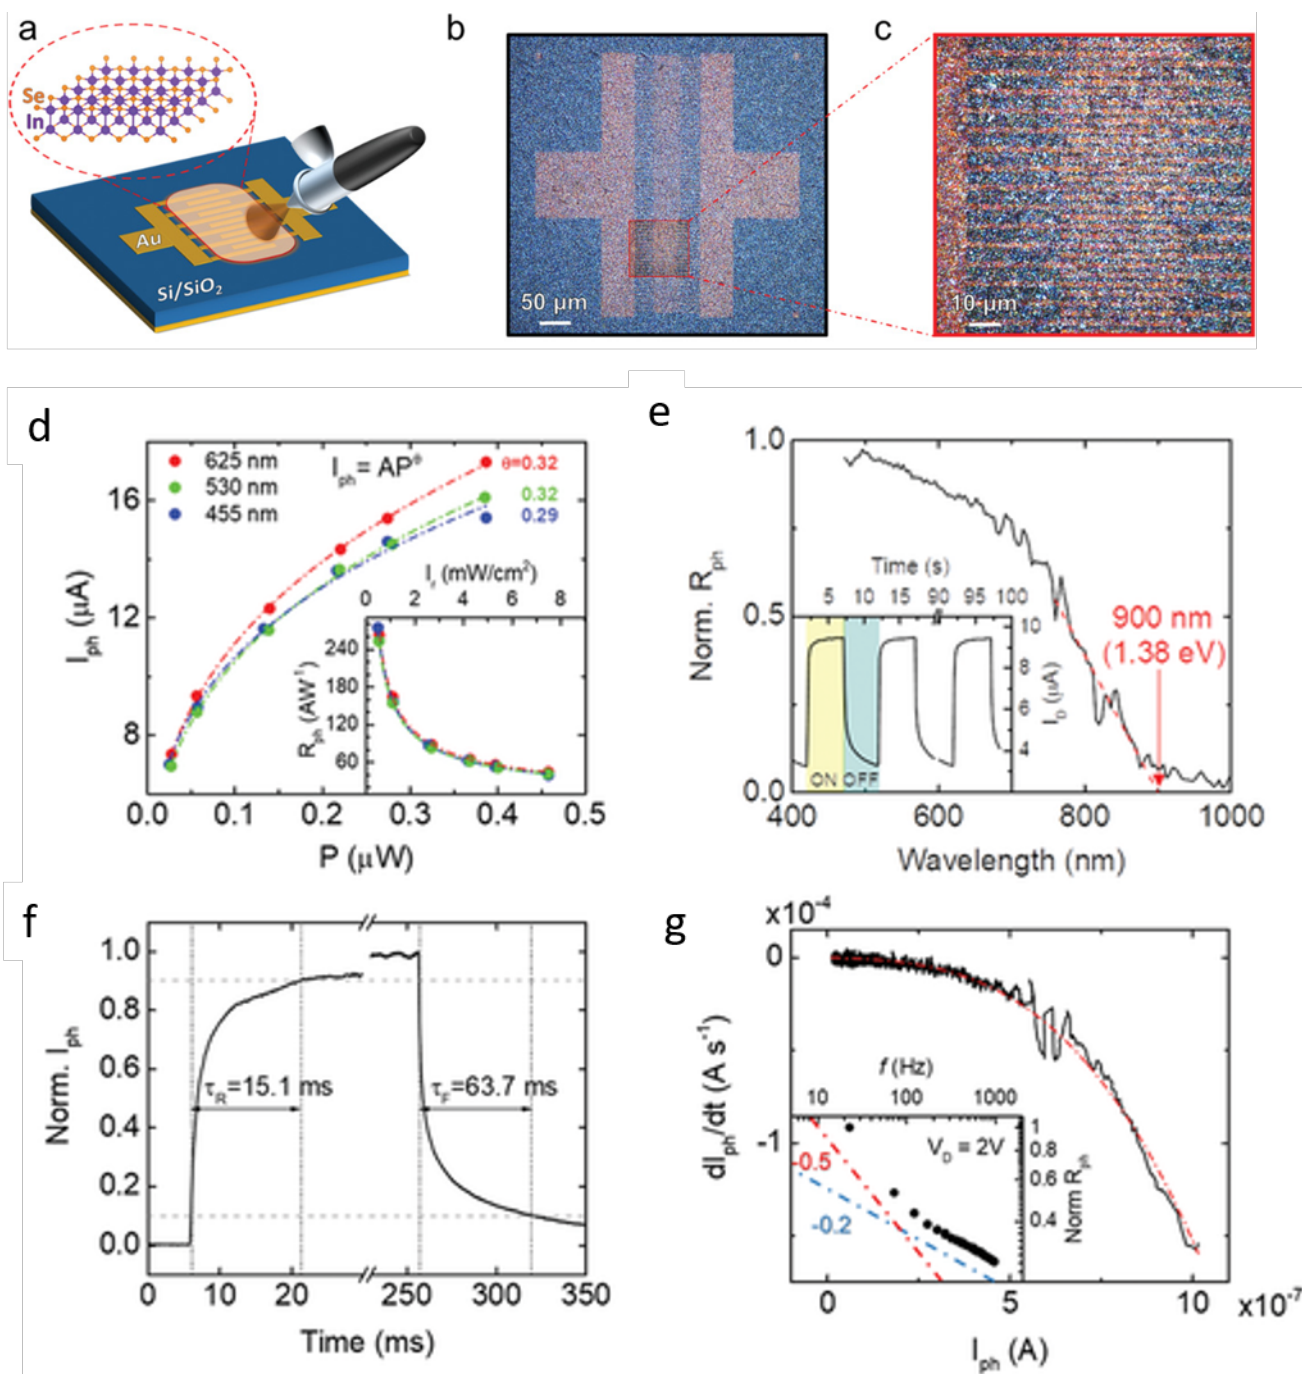 a
Se
In
Au
Si/SiO2
b
50 μm
c
10 μm
d
625 nm
530 nm
455 nm
Iph = APθ
θ=0.32
0.32
0.29
16
12
8
Iph (μA)
0.0 0.1 0.2 0.3 0.4 0.5
P (μW)
Ir (mW/cm2)
0 2 4 6 8
240
180
120
60
Rph (AW-1)
e
1.0
0.5
0.0
Norm. Rph
400 600 800 1000
Wavelength (nm)
Time (s)
5 10 15 90 95 100
10
8
6
4
ID (μA)
ON OFF
900 nm
(1.38 eV)
f
1.0
0.8
0.6
0.4
0.2
0.0
Norm. Iph
τR=15.1 ms
τF=63.7 ms
0 10 20 250 300 350
Time (ms)
g
x10-4
0
-1
dIph/dt (A s-1)
f (Hz)
10 100 1000
VD = 2V
-0.5
-0.2
1
0.8
0.6
0.4
Norm Rph
0 5 10 x10-7
Iph (A)